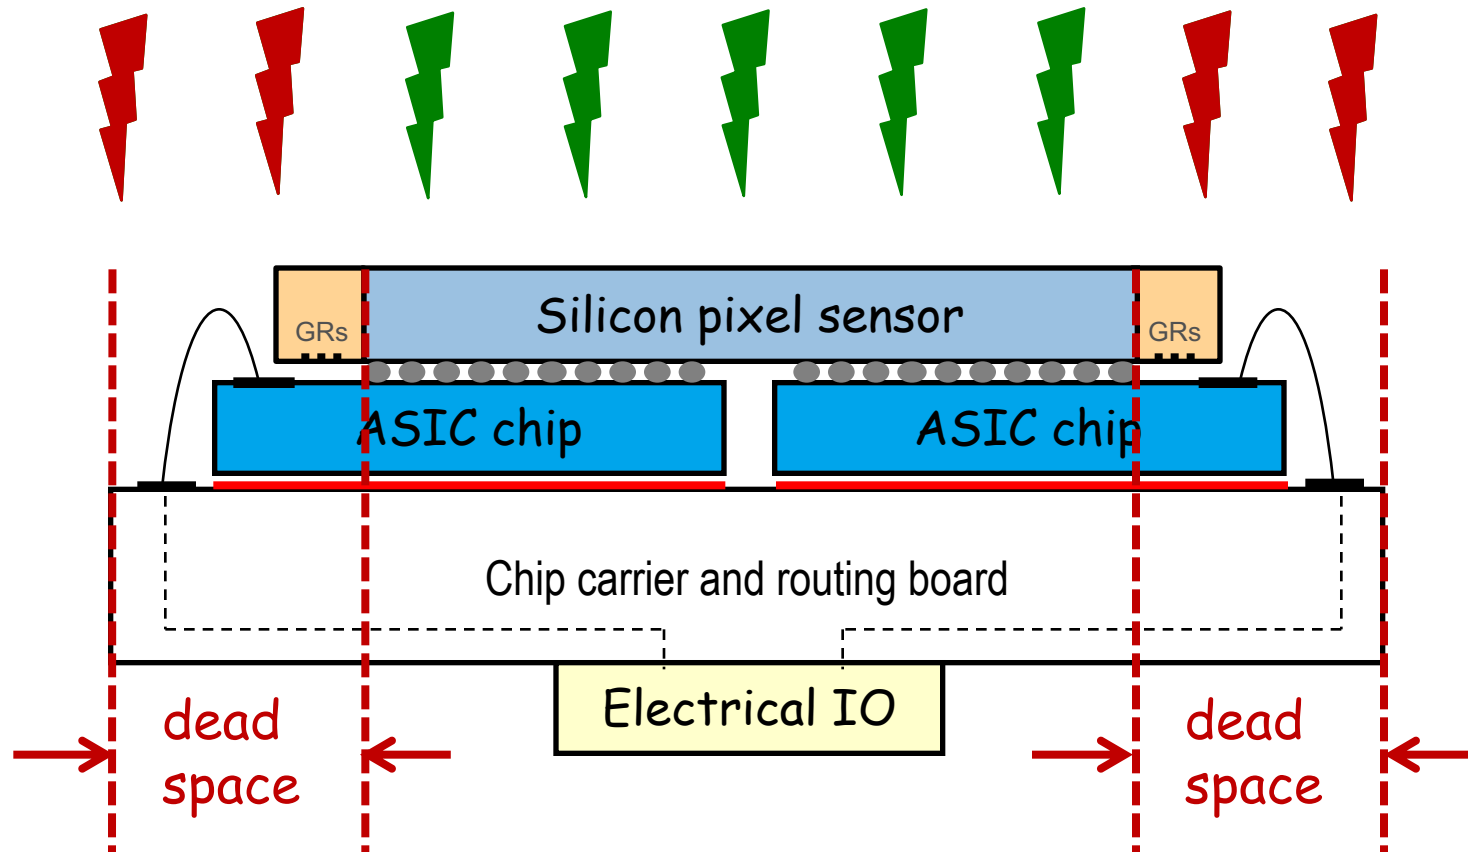 Silicon pixel sensor
GRs
GRs
ASIC chip
ASIC chip
Chip carrier and routing board
Electrical IO
dead
space
dead
space